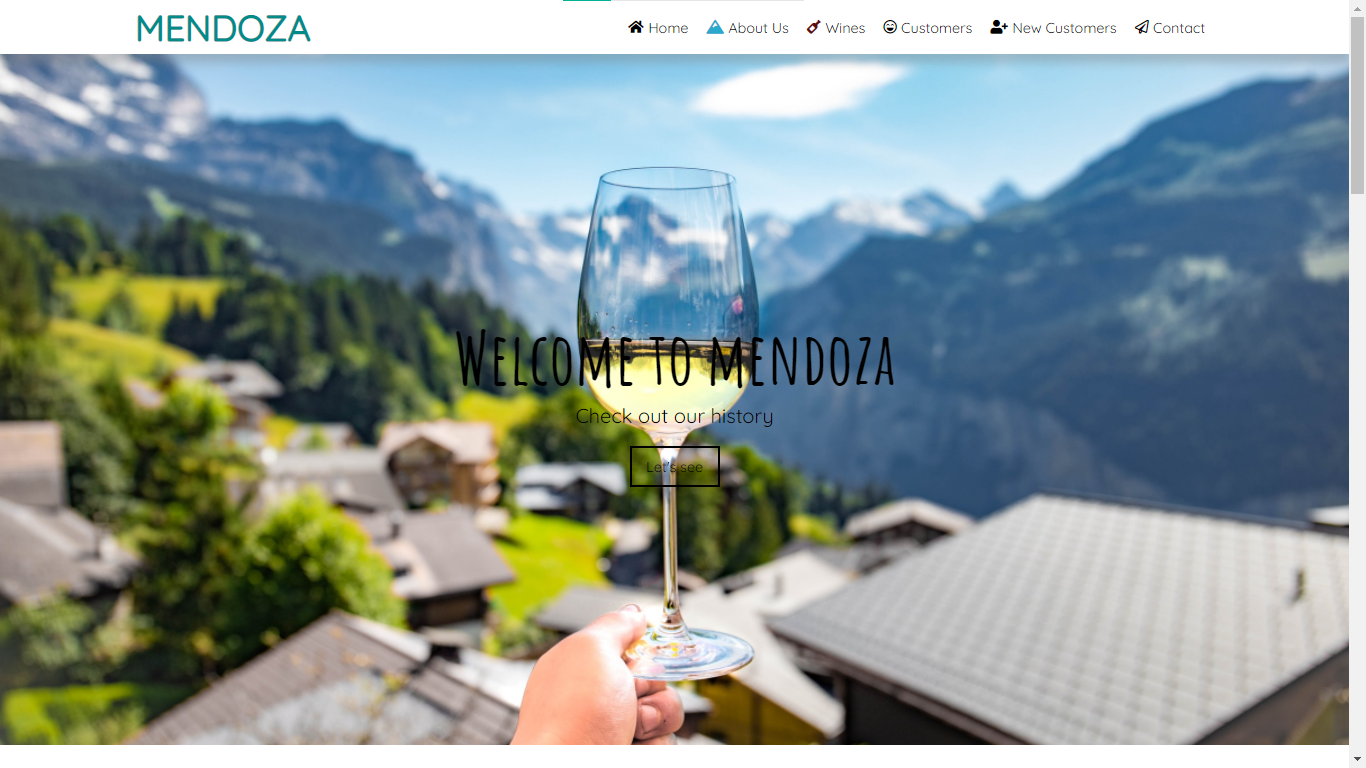 MENDOZA
Home About Us Wines Customers New Customers Contact
Welcome to mendoza
Check out our history
Let's see